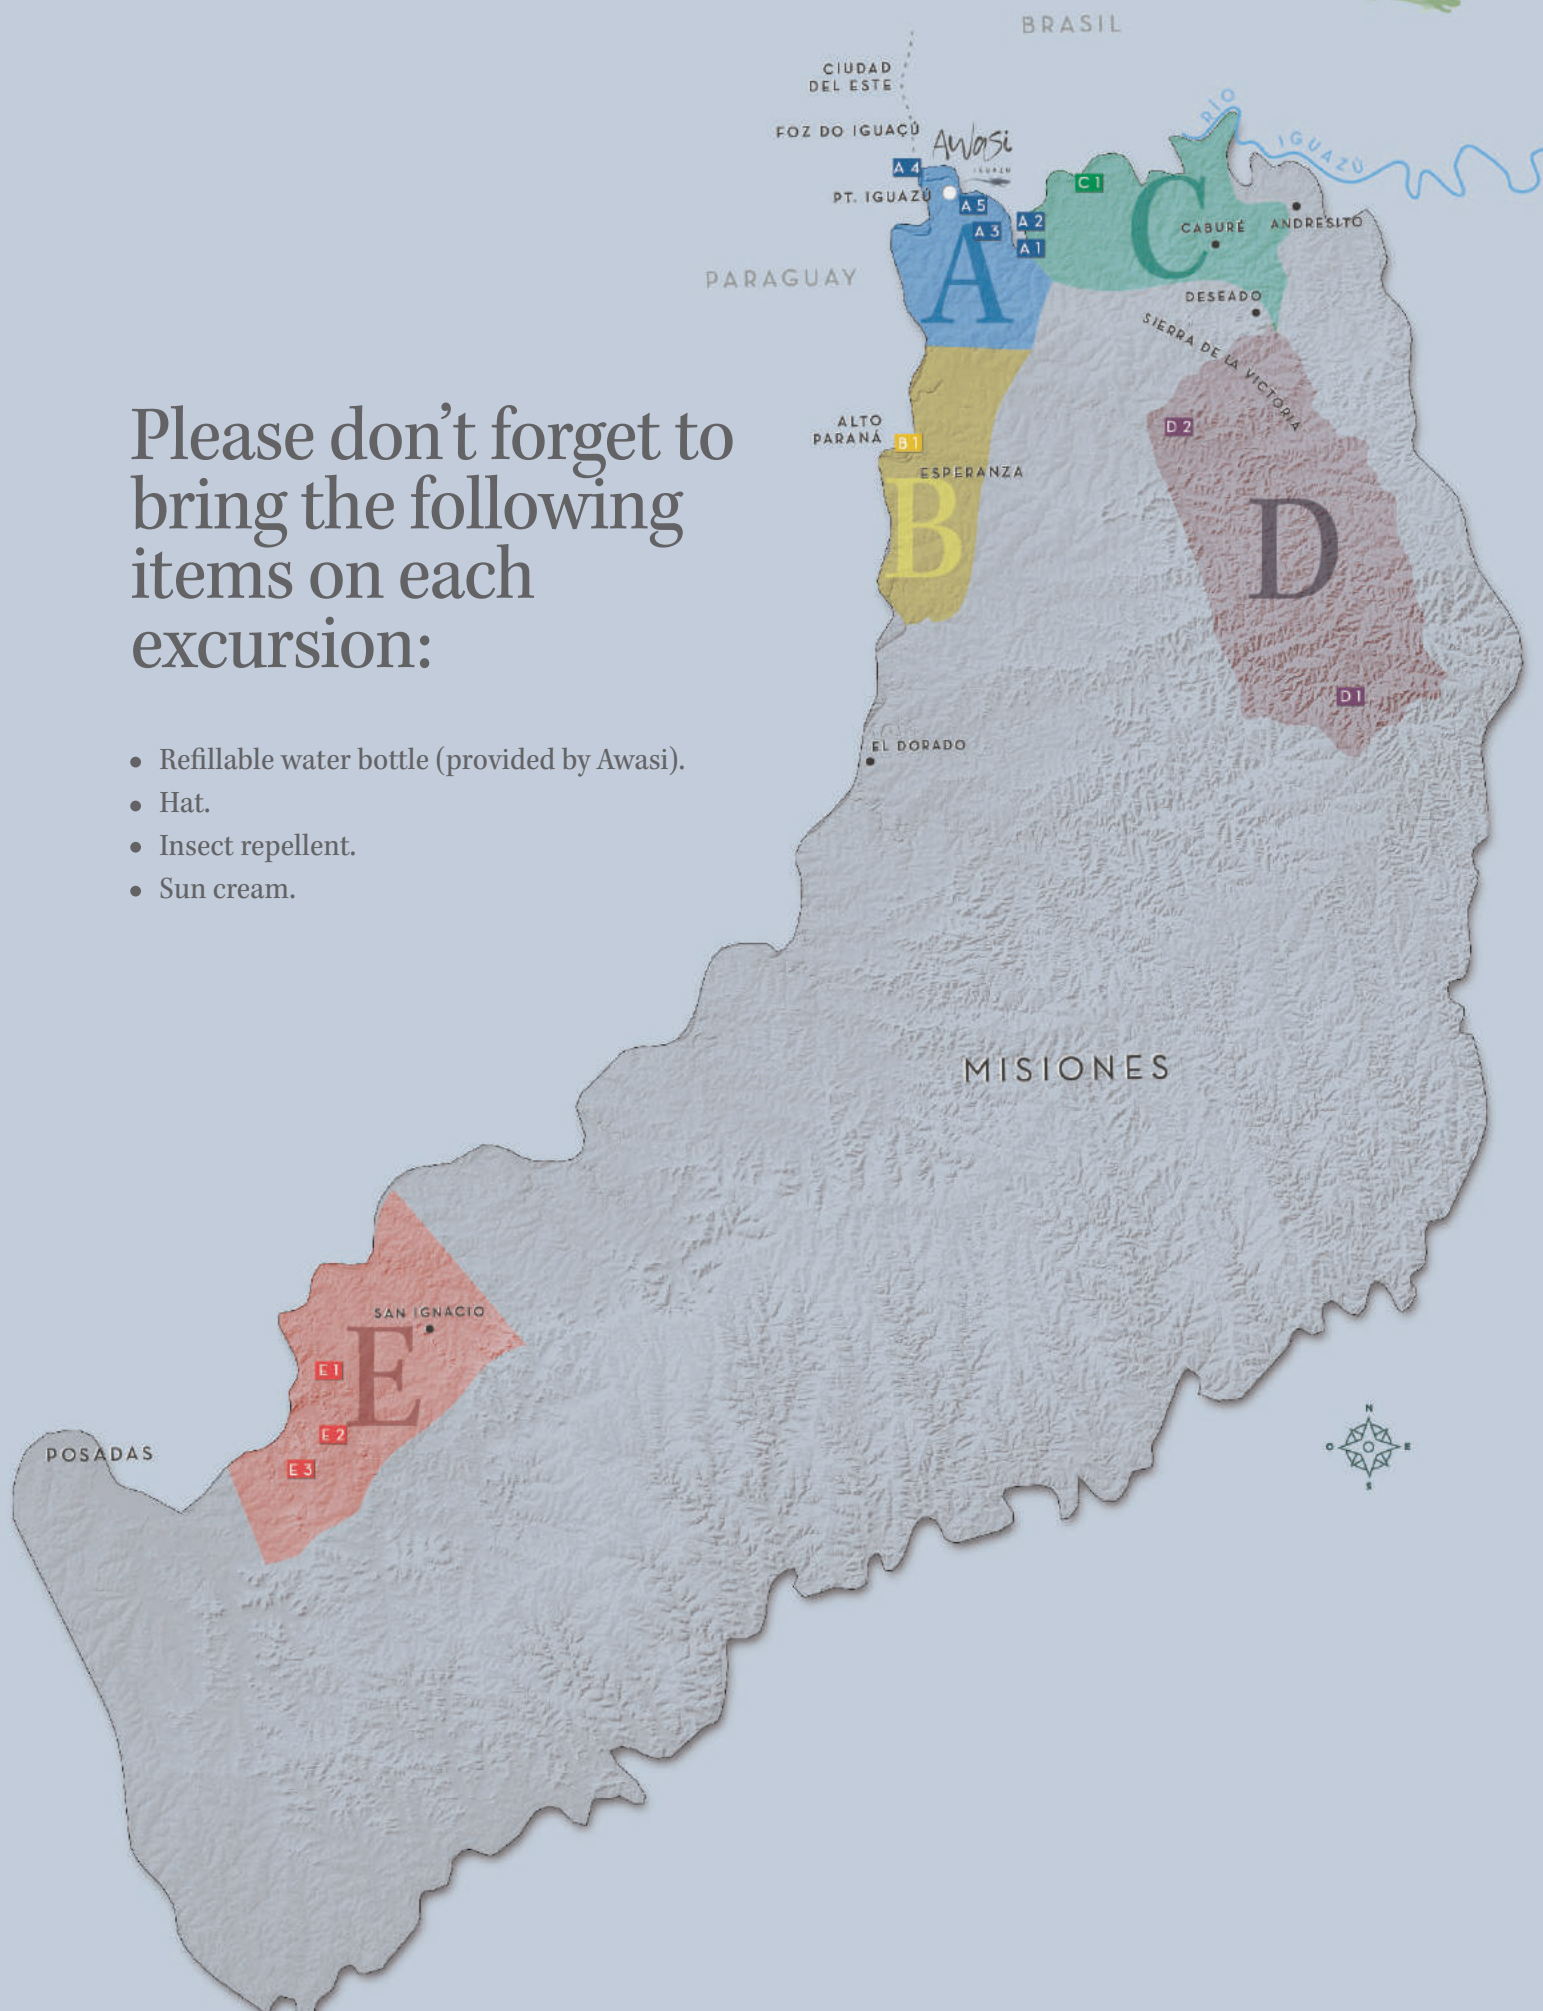 BRASIL
CIUDAD
DEL ESTE
FOZ DO IGUAÇÚ
Awasi
IGUAZU
RÍO
IGUAZÚ
A 4
PT. IGUAZÚ
A 5
A 3
A 2
A 1
C 1
C
CABURÉ
ANDRESITO
PARAGUAY
A
DESEADO
SIERRA DE LA VICTORIA
Please don’t forget to
bring the following
items on each
excursion:
ALTO
PARANÁ
B 1
ESPERANZA
B
D 2
D
D 1
• Refillable water bottle (provided by Awasi).
• Hat.
• Insect repellent.
• Sun cream.
EL DORADO
MISIONES
SAN IGNACIO
E
E 1
E 2
E 3
POSADAS
N
O
E
S